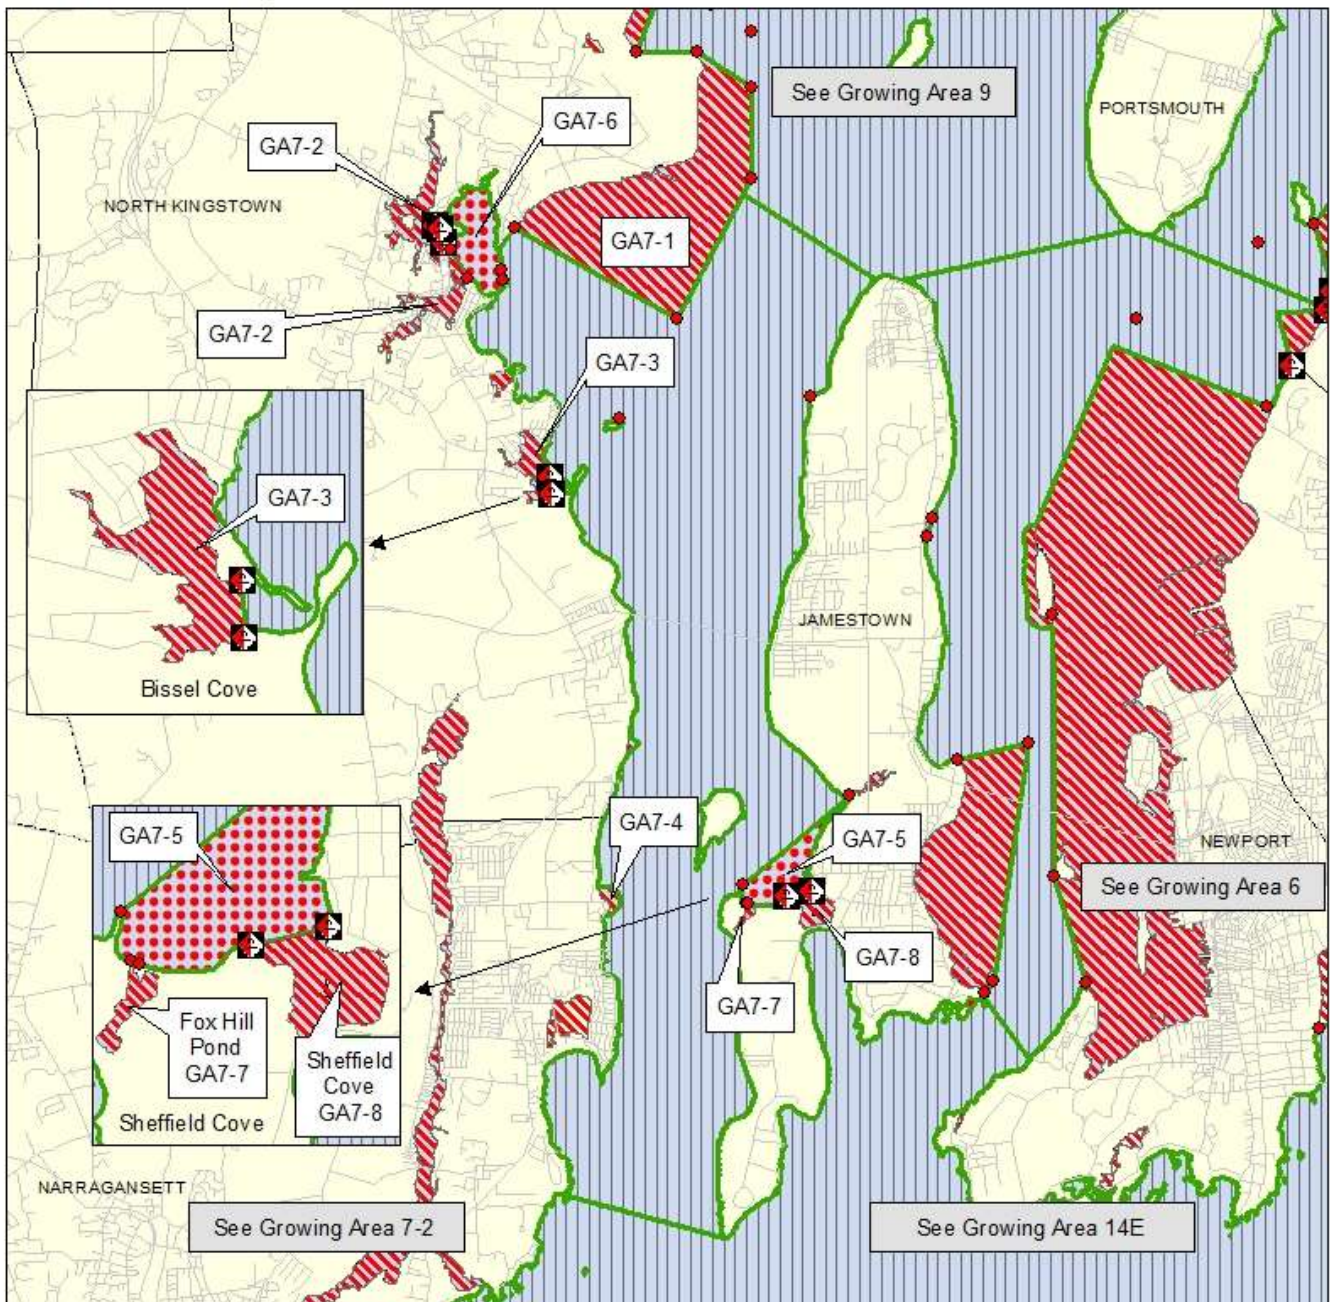 See Growing Area 9
PORTSMOUTH
GA7-6
GA7-2
NORTH KINGSTOWN
GA7-1
GA7-2
GA7-3
GA7-3
Bissel Cove
JAMESTOWN
GA7-5
GA7-4
GA7-5
NEWPORT
See Growing Area 6
GA7-8
GA7-7
Fox Hill
Pond
GA7-7
Sheffield
Cove
GA7-8
Sheffield Cove
NARRAGANSETT
See Growing Area 7-2
See Growing Area 14E